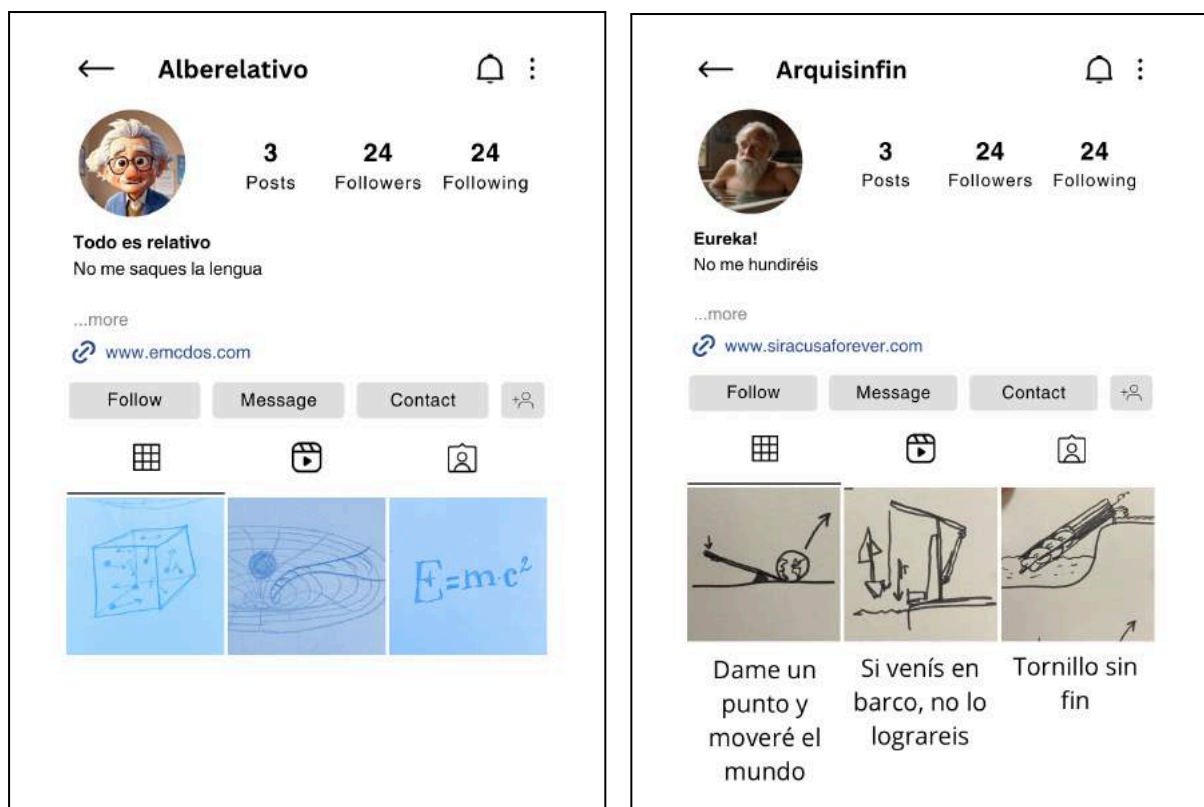 Alberelativo
3 24 24
Posts Followers Following
Todo es relativo
No me saques la lengua
...more
www.emcdos.com
Follow Message Contact
E=m·c²
Arquisinfin
3 24 24
Posts Followers Following
Eureka!
No me hundiréis
...more
www.siracusaforever.com
Follow Message Contact
Dame un
punto y
moveré el
mundo
Si venís en
barco, no lo
lograreis
Tornillo sin
fin